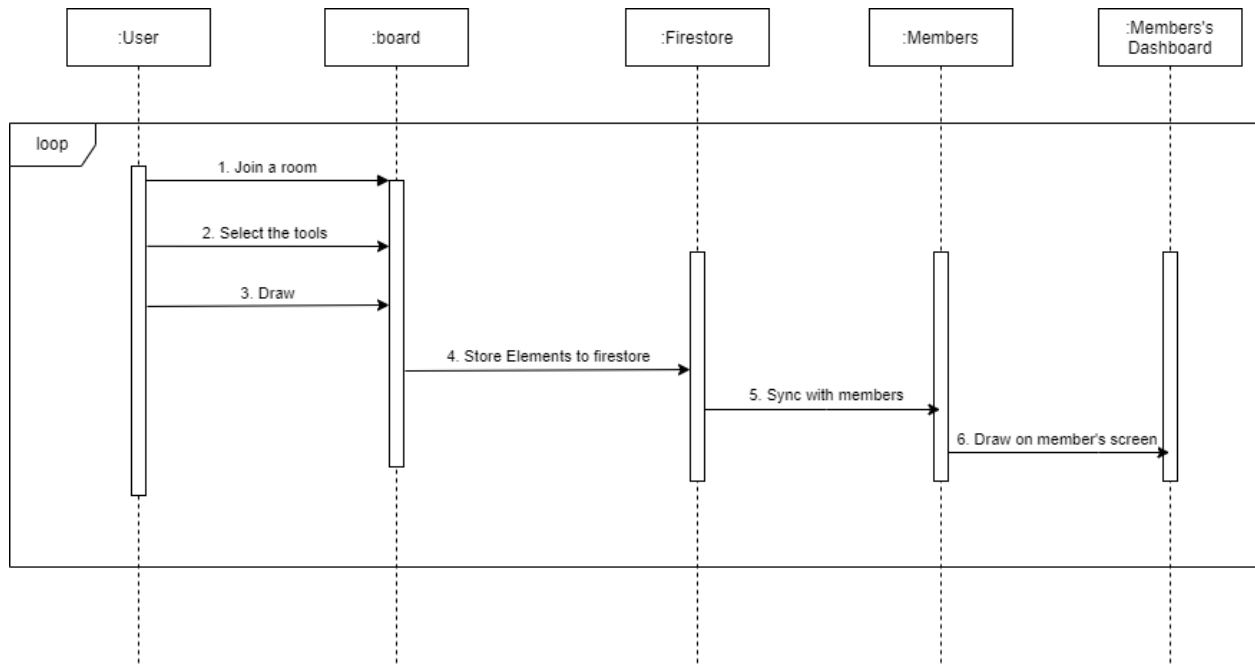 :User
:board
:Firestore
:Members
:Members's
Dashboard
loop
1. Join a room
2. Select the tools
3. Draw
4. Store Elements to firestore
5. Sync with members
6. Draw on member's screen